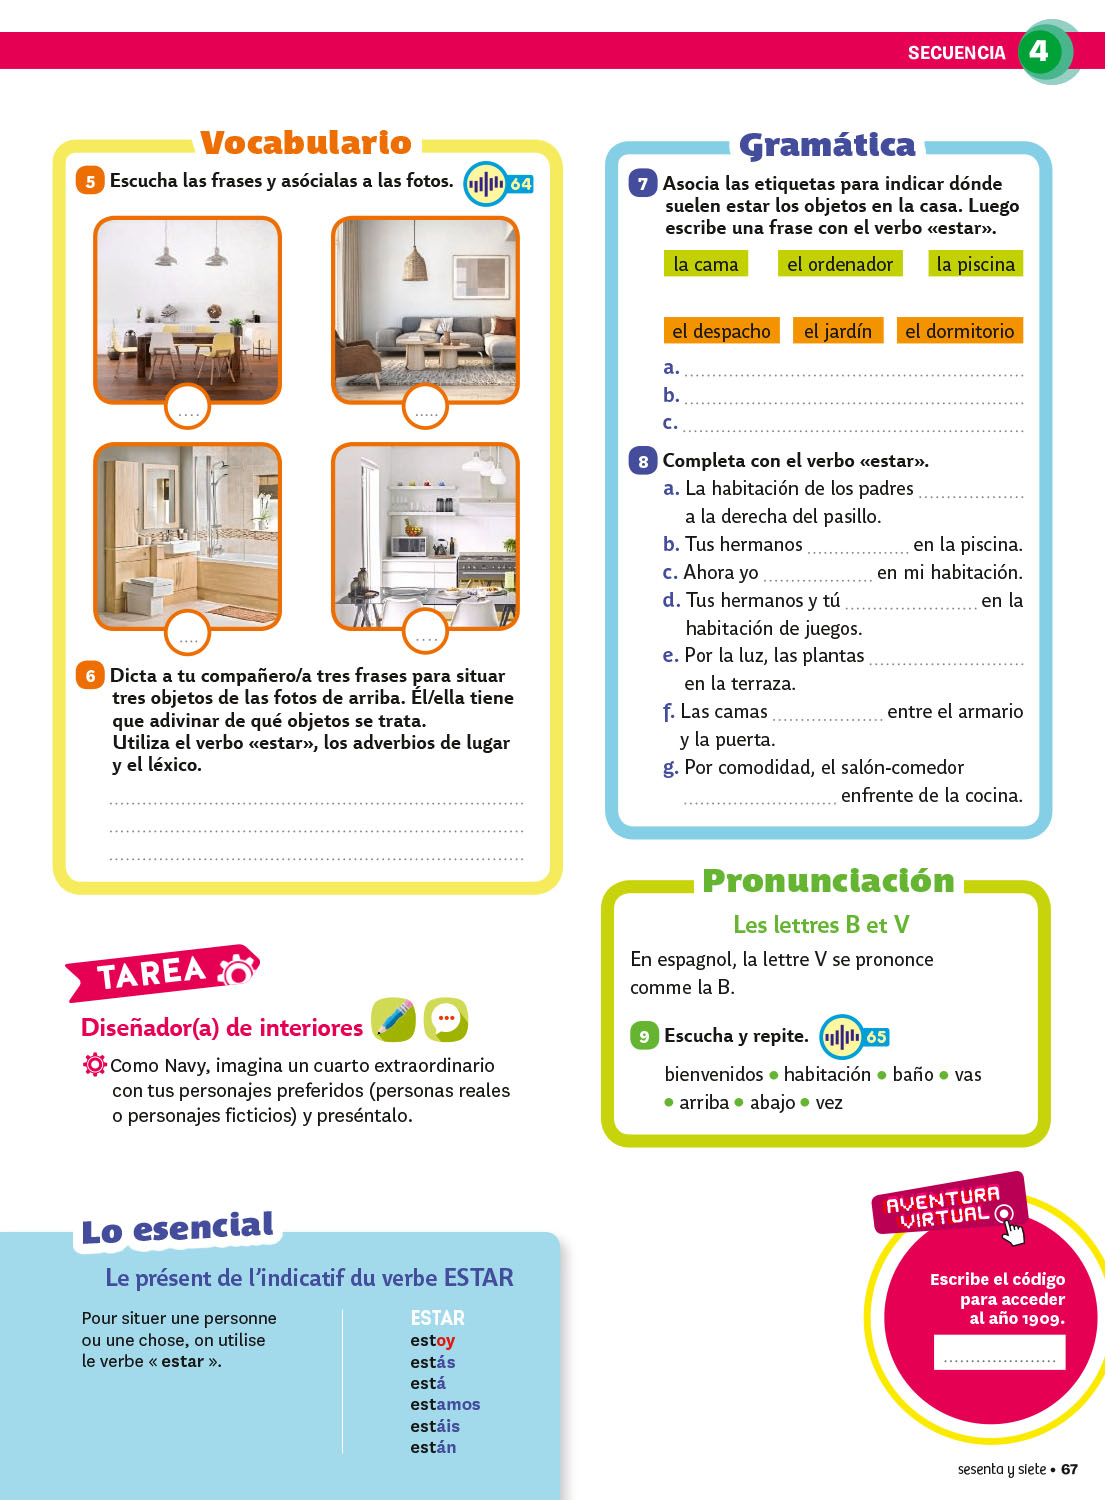 SECUENCIA 4
Vocabulario
5 Escucha las frases y asócialas a las fotos. 64
....
.....
....
....
6 Dicta a tu compañero/a tres frases para situar
tres objetos de las fotos de arriba. Él/ella tiene
que adivinar de qué objetos se trata.
Utiliza el verbo «estar», los adverbios de lugar
y el léxico.
Gramática
7 Asocia las etiquetas para indicar dónde
suelen estar los objetos en la casa. Luego
escribe una frase con el verbo «estar».
la cama el ordenador la piscina
el despacho el jardín el dormitorio
a. ....................
b. ....................
c. ....................
8 Completa con el verbo «estar».
a. La habitación de los padres ....................
a la derecha del pasillo.
b. Tus hermanos .................... en la piscina.
c. Ahora yo .................... en mi habitación.
d. Tus hermanos y tú .................... en la
habitación de juegos.
e. Por la luz, las plantas ....................
en la terraza.
f. Las camas .................... entre el armario
y la puerta.
g. Por comodidad, el salón-comedor
.................... enfrente de la cocina.
Pronunciación
Les lettres B et V
En espagnol, la lettre V se prononce
comme la B.
9 Escucha y repite. 65
bienvenidos • habitación • baño • vas
• arriba • abajo • vez
TAREA
Diseñador(a) de interiores
Como Navy, imagina un cuarto extraordinario
con tus personajes preferidos (personas reales
o personajes ficticios) y preséntalo.
Lo esencial
Le présent de l'indicatif du verbe ESTAR
Pour situer une personne
ou une chose, on utilise
le verbe « estar ».
ESTAR
estoy
estás
está
estamos
estáis
están
AVENTURA
VIRTUAL
Escribe el código
para acceder
al año 1909.
....................
sesenta y siete • 67